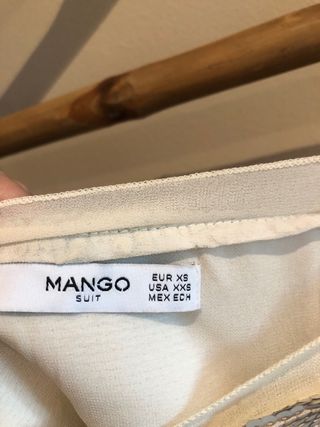 MANGO
SUIT
EUR XS
USA XXS
MEX ECH